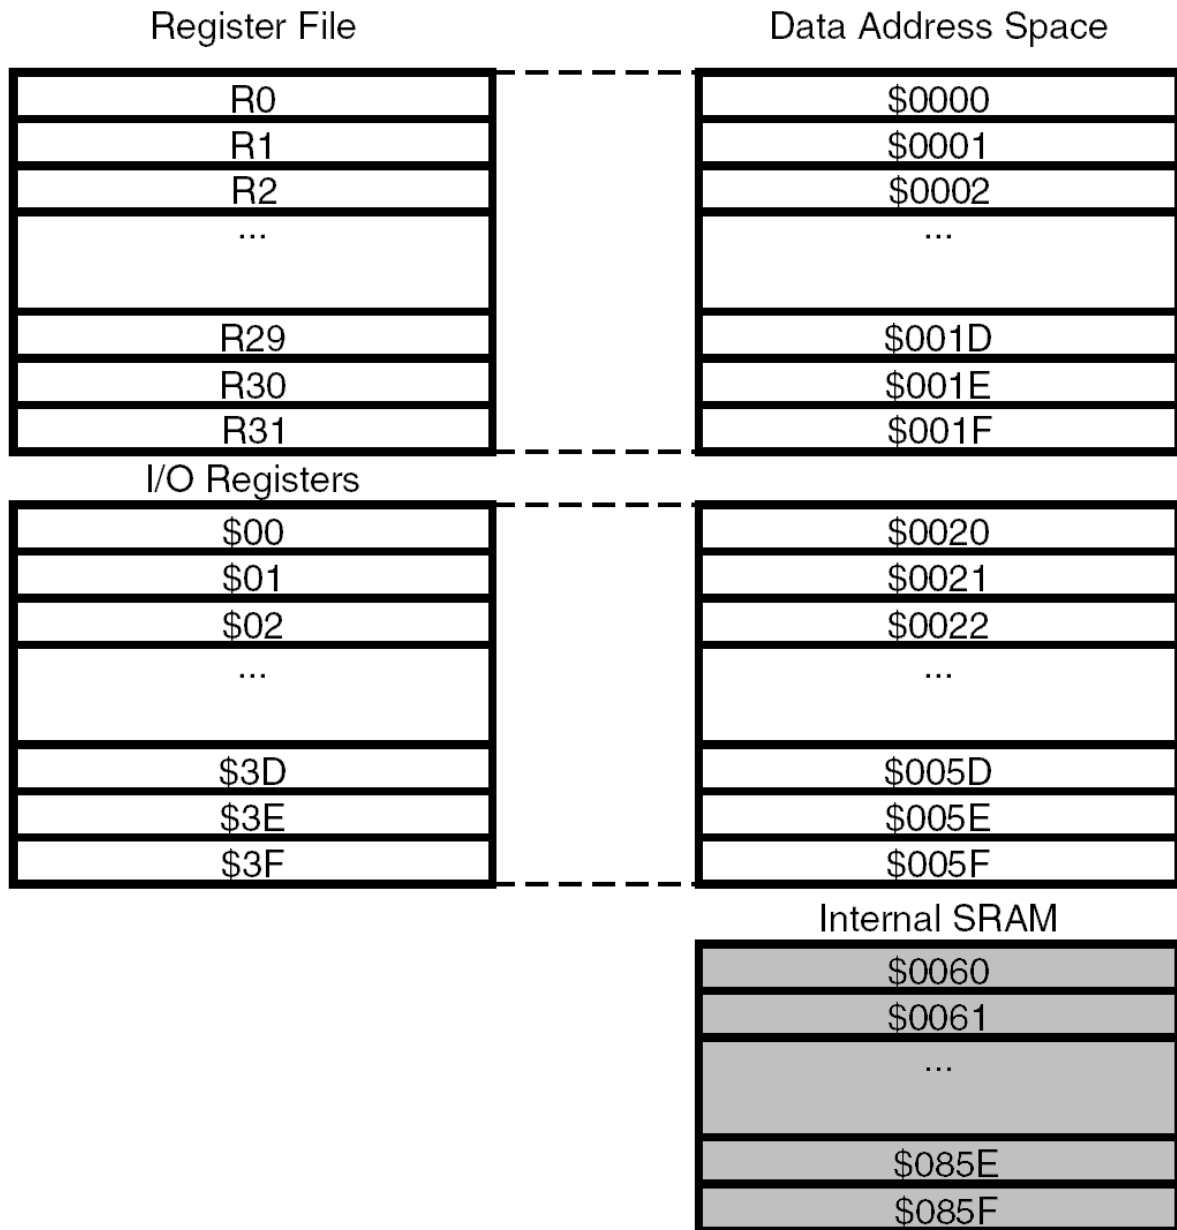 Register File Data Address Space
R0 $0000
R1 $0001
R2 $0002
... ...
R29 $001D
R30 $001E
R31 $001F
I/O Registers
$00 $0020
$01 $0021
$02 $0022
... ...
$3D $005D
$3E $005E
$3F $005F
Internal SRAM
$0060
$0061
...
$085E
$085F